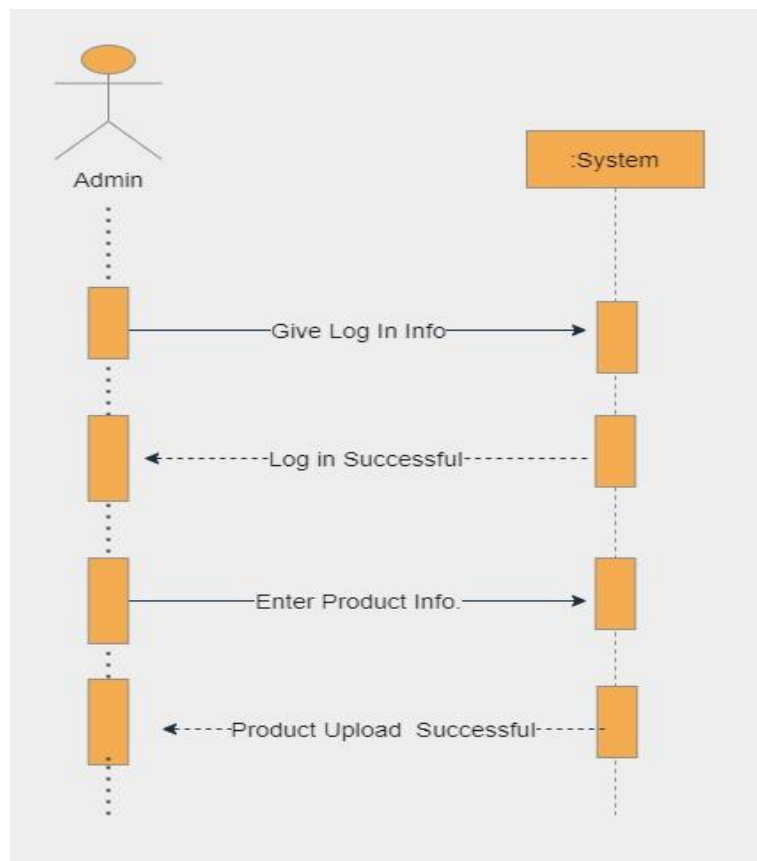 Admin
:System
Give Log In Info
Log in Successful
Enter Product Info.
Product Upload  Successful